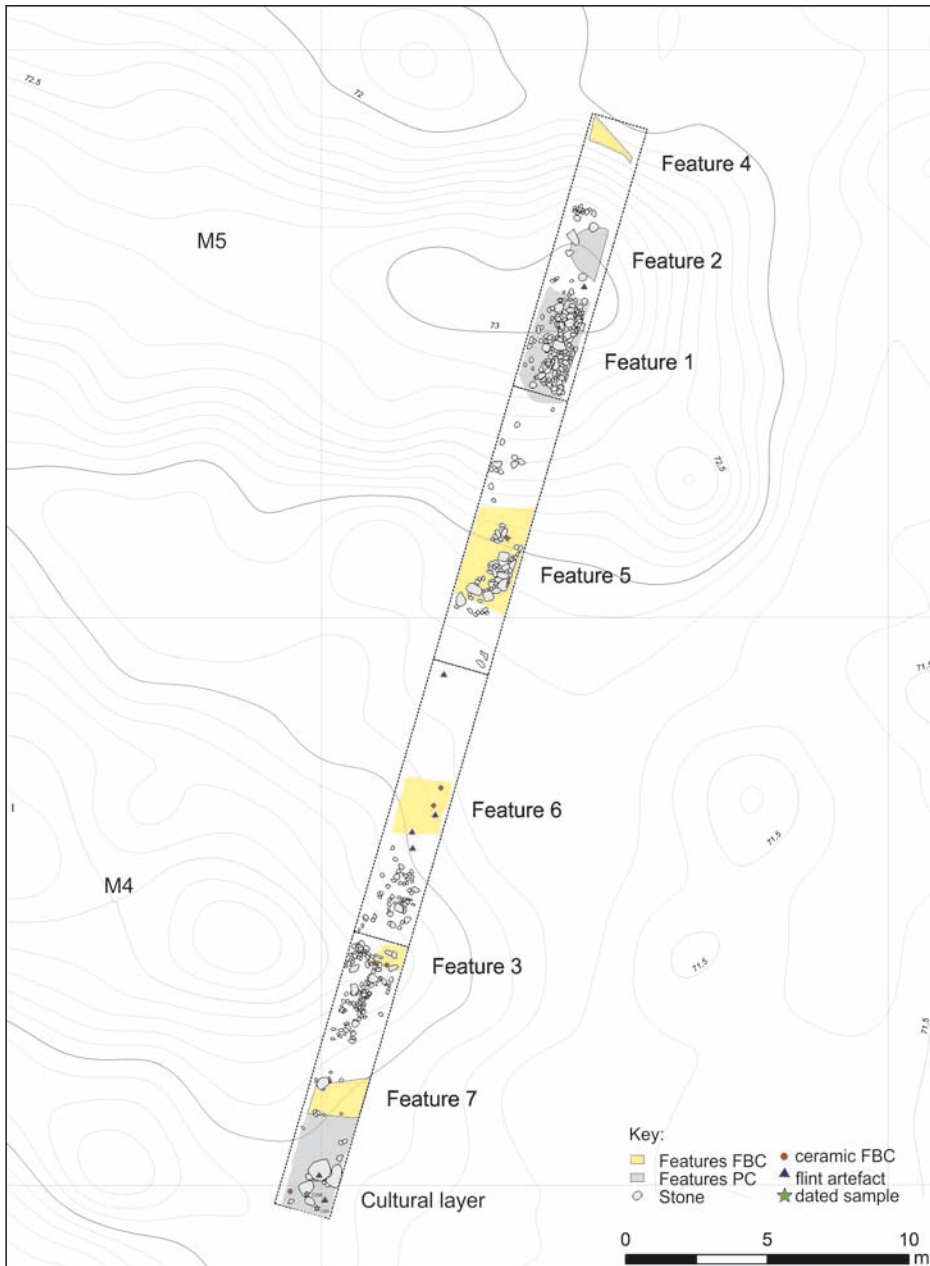 72.5
72
Feature 4
M5
Feature 2
73
Feature 1
72.5
Feature 5
71.5
Feature 6
71.5
M4
Feature 3
71.5
71.5
Feature 7
Key:
Features FBC
Features PC
Stone
ceramic FBC
flint artefact
dated sample
Cultural layer
0 5 10
m